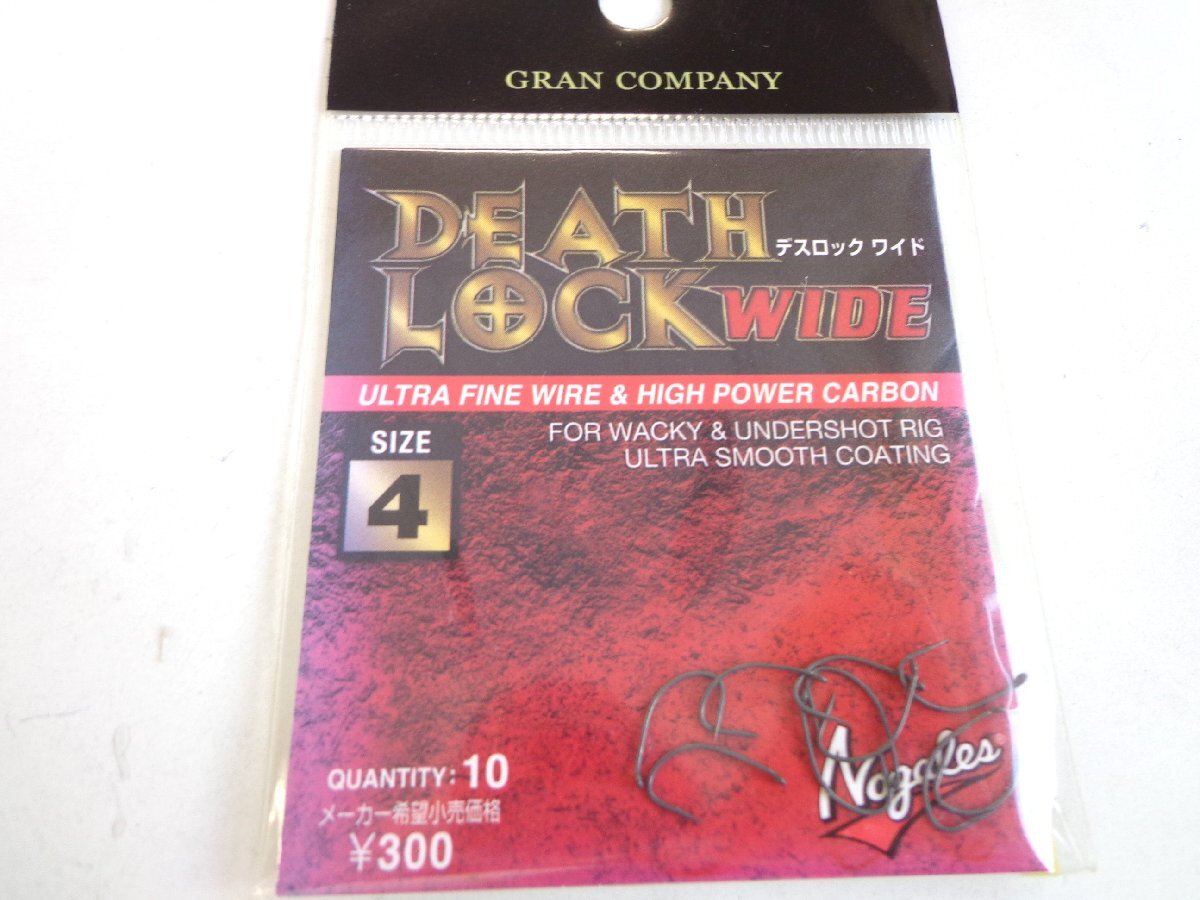 GRAN COMPANY
DEATH
デスロック ワイド
LOCK WIDE
ULTRA FINE WIRE & HIGH POWER CARBON
SIZE
4
FOR WACKY & UNDERSHOT RIG
ULTRA SMOOTH COATING
QUANTITY: 10
メーカー希望小売価格
¥300
Nogales